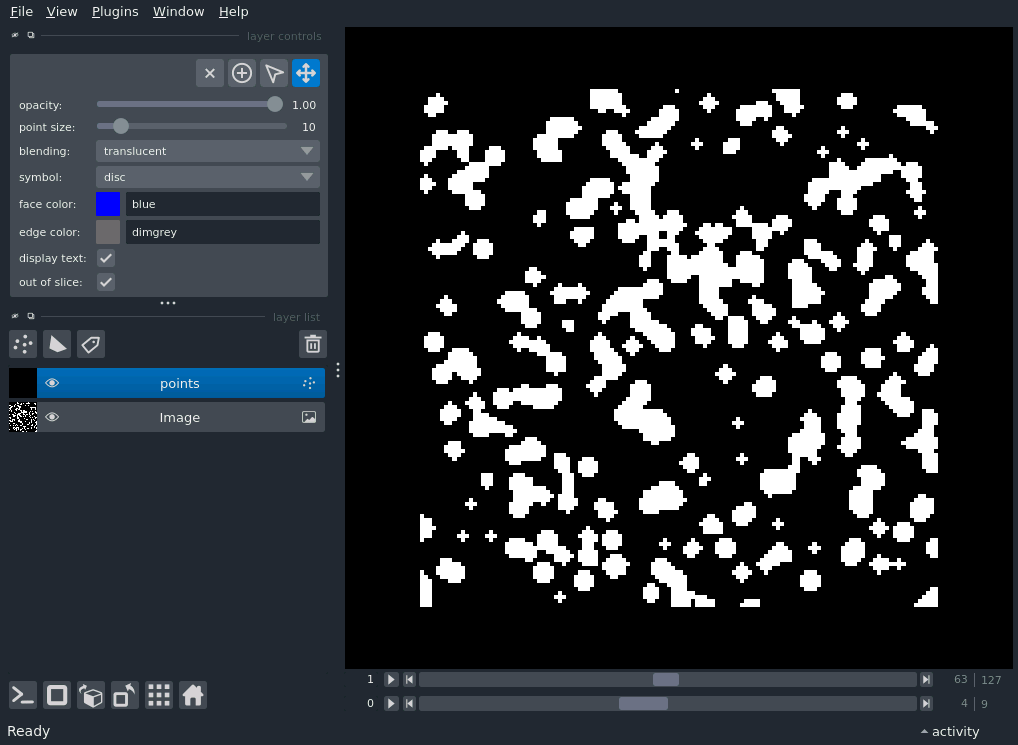 File View Plugins Window Help
layer controls
opacity: 1.00
point size: 10
blending: translucent
symbol: disc
face color: blue
edge color: dimgrey
display text:
out of slice:
layer list
points
Image
1 63 127
0 4 9
Ready activity